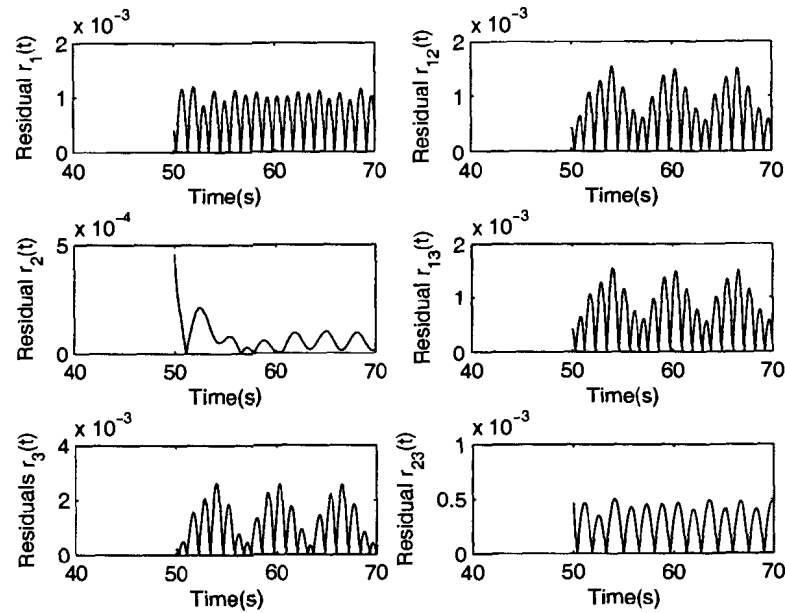 x 10^-3
Residual r_1(t)
2
1
0
40 50 60 70
Time(s)
x 10^-3
Residual r_12(t)
2
1
0
40 50 60 70
Time(s)
x 10^-4
Residual r_2(t)
5
0
40 50 60 70
Time(s)
x 10^-3
Residual r_13(t)
2
1
0
40 50 60 70
Time(s)
x 10^-3
Residuals r_3(t)
4
2
0
40 50 60 70
Time(s)
x 10^-3
Residual r_23(t)
1
0.5
0
40 50 60 70
Time(s)